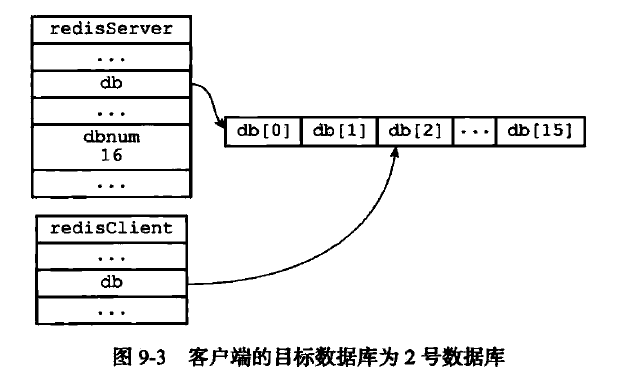 redisServer
...
db
...
dbnum
16
...
db[0] db[1] db[2] ... db[15]
redisClient
...
db
...
图 9-3 客户端的目标数据库为 2 号数据库